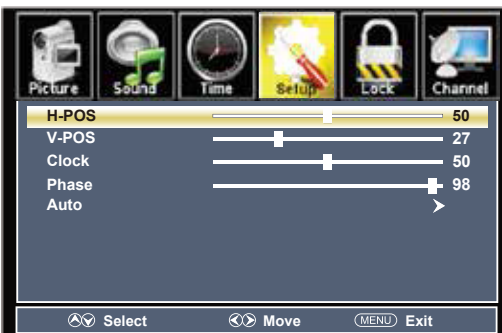 Picture Sound Time Setup Lock Channel
H-POS 50
V-POS 27
Clock 50
Phase 98
Auto
Select Move MENU Exit